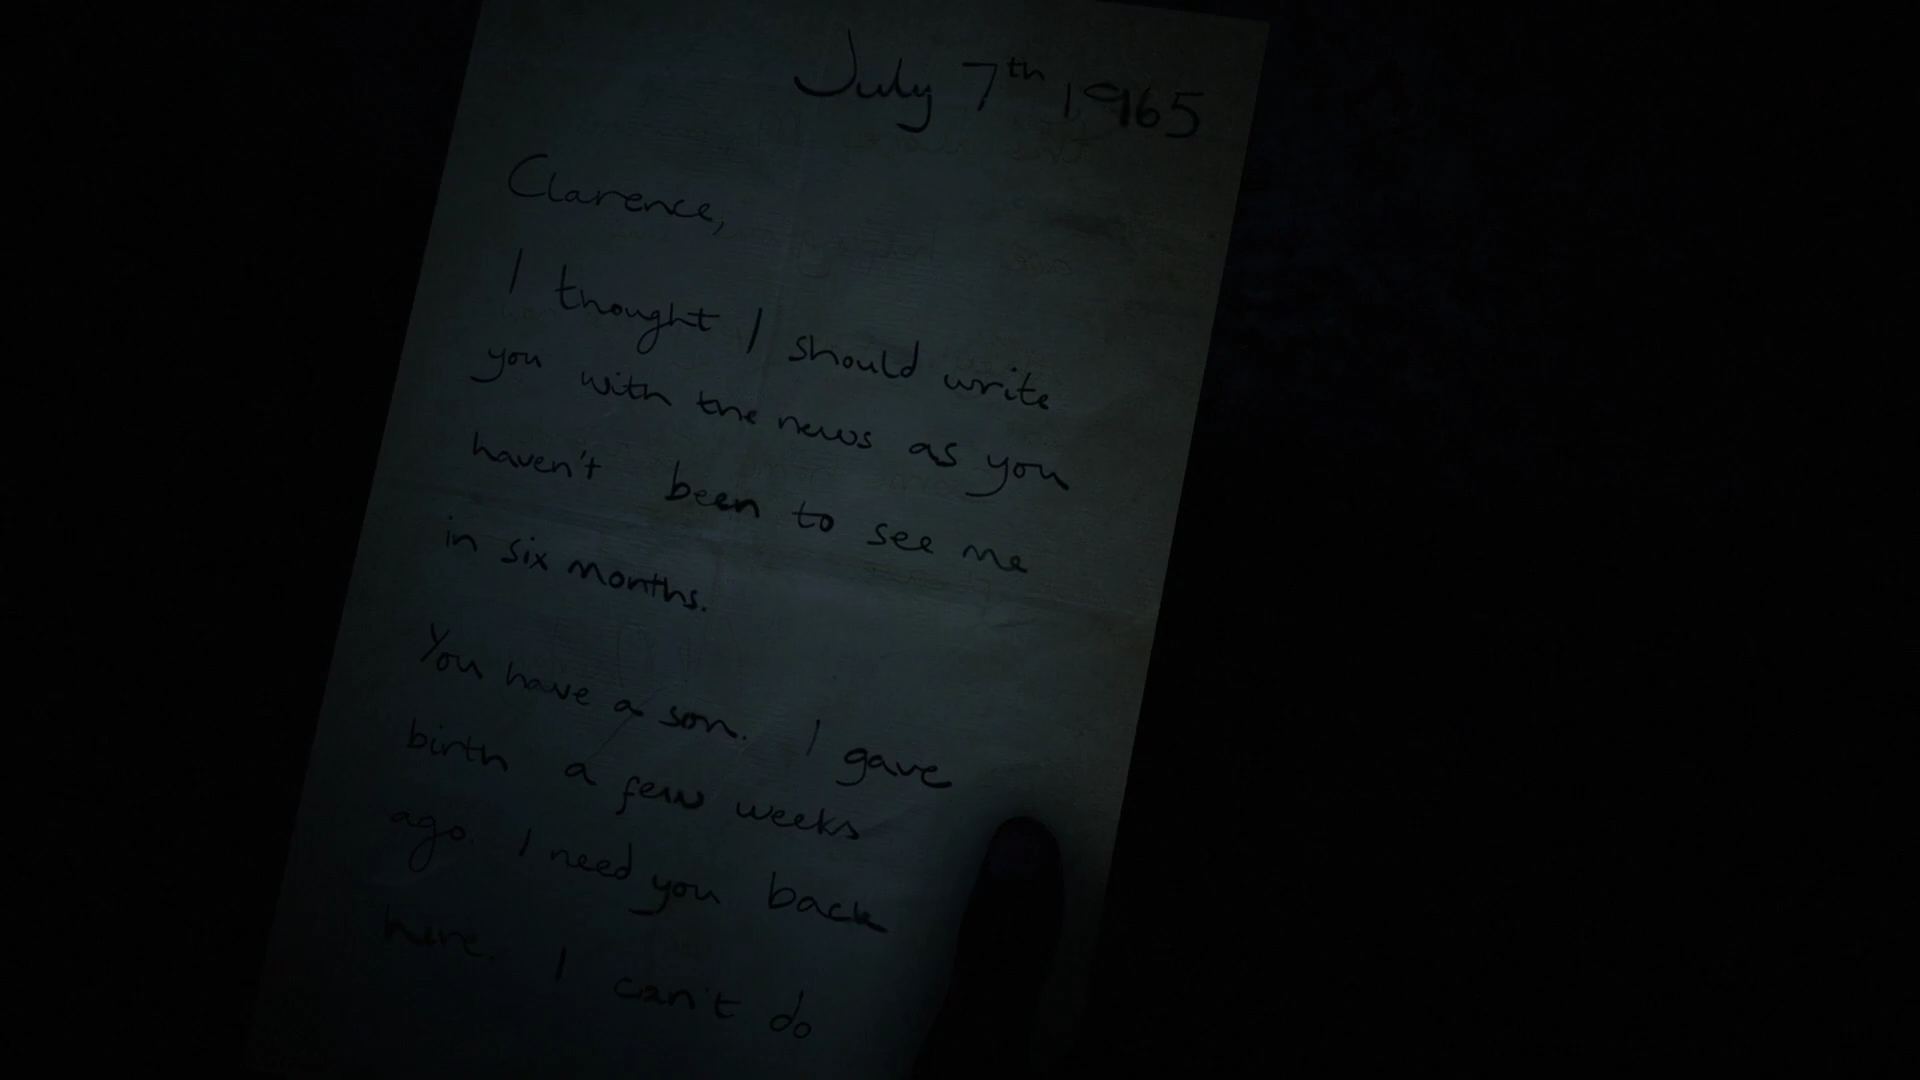 July 7th 1965
Clarence,
I thought I should write
you with the news as you
haven't been to see me
in six months.
You have a son. I gave
birth a few weeks
ago. I need you back
here. I can't do